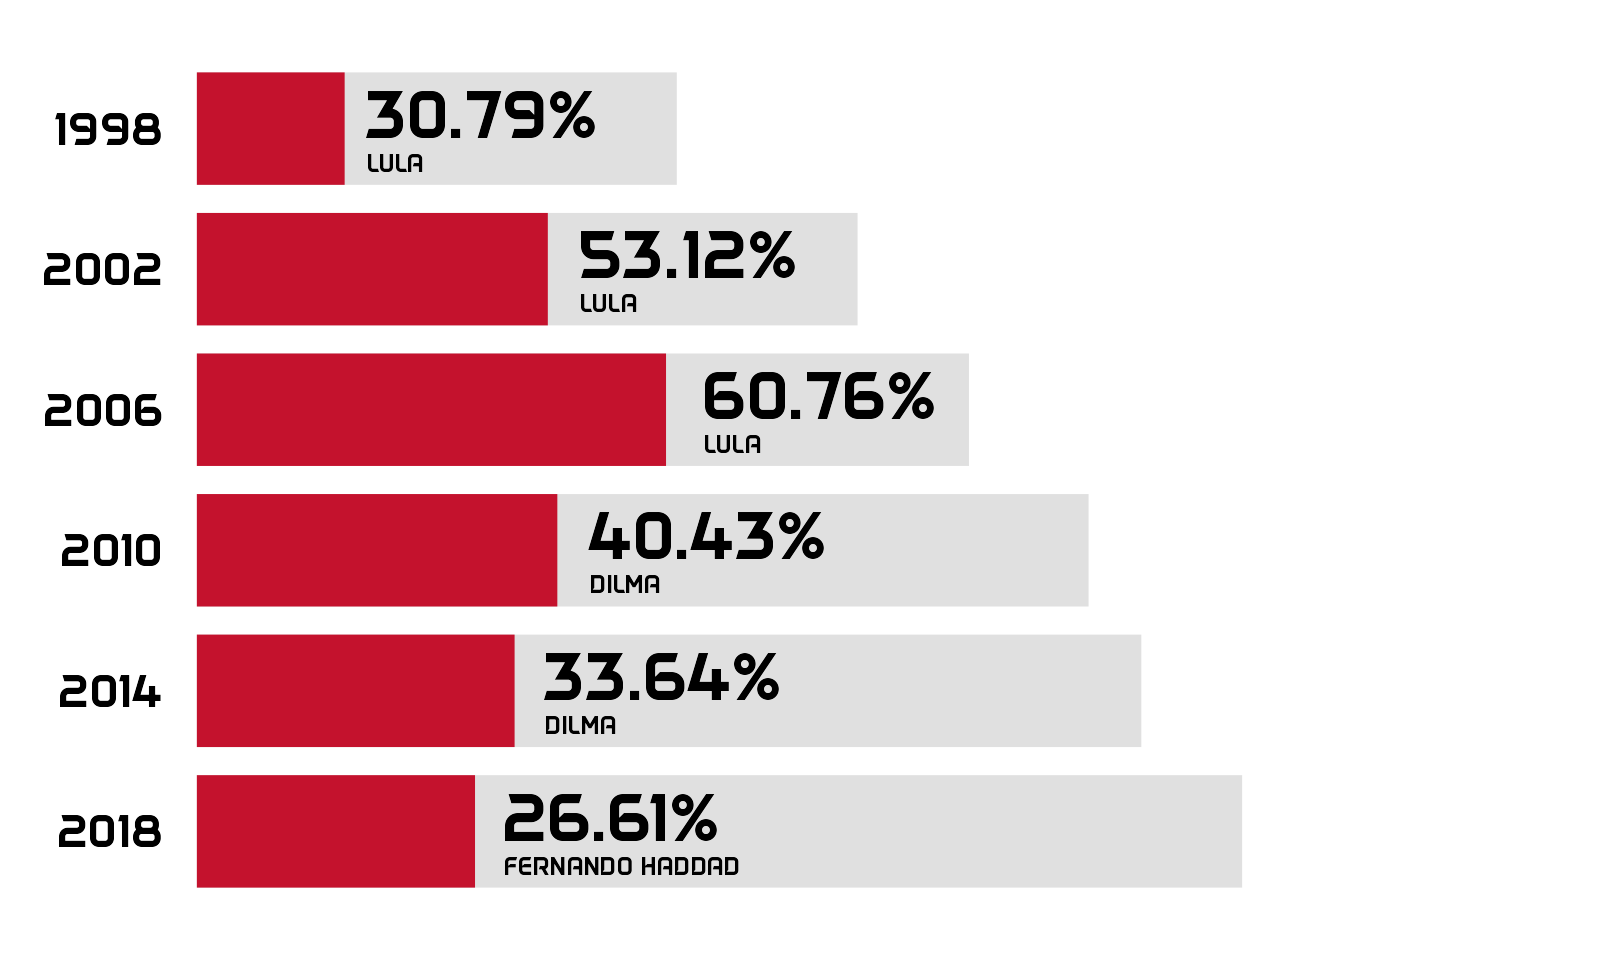 1998
30.79%
LULA
2002
53.12%
LULA
2006
60.76%
LULA
2010
40.43%
DILMA
2014
33.64%
DILMA
2018
26.61%
FERNANDO HADDAD